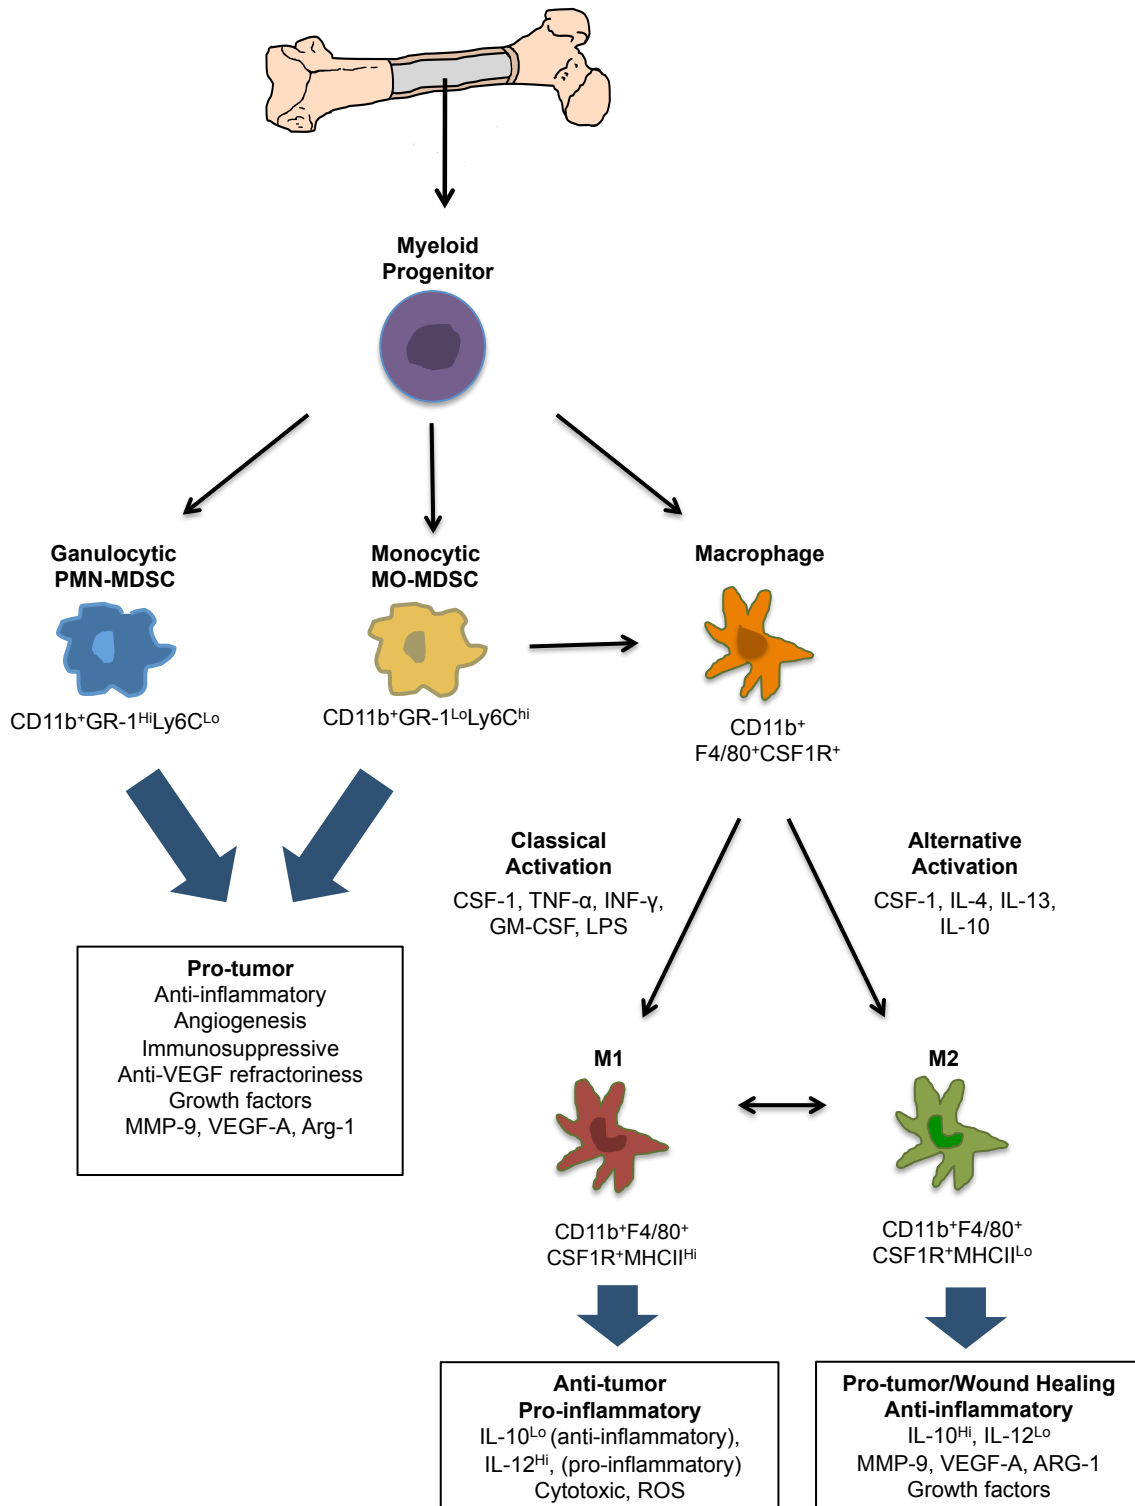 Myeloid
Progenitor
Ganulocytic
PMN-MDSC
CD11b⁺GR-1ᴴⁱLy6Cᴸᵒ
Monocytic
MO-MDSC
CD11b⁺GR-1ᴸᵒLy6Cʰⁱ
Macrophage
CD11b⁺
F4/80⁺CSF1R⁺
Classical
Activation
CSF-1, TNF-α, INF-γ,
GM-CSF, LPS
Alternative
Activation
CSF-1, IL-4, IL-13,
IL-10
Pro-tumor
Anti-inflammatory
Angiogenesis
Immunosuppressive
Anti-VEGF refractoriness
Growth factors
MMP-9, VEGF-A, Arg-1
M1
CD11b⁺F4/80⁺
CSF1R⁺MHCIIᴴⁱ
M2
CD11b⁺F4/80⁺
CSF1R⁺MHCIIᴸᵒ
Anti-tumor
Pro-inflammatory
IL-10ᴸᵒ (anti-inflammatory),
IL-12ᴴⁱ, (pro-inflammatory)
Cytotoxic, ROS
Pro-tumor/Wound Healing
Anti-inflammatory
IL-10ᴴⁱ, IL-12ᴸᵒ
MMP-9, VEGF-A, ARG-1
Growth factors